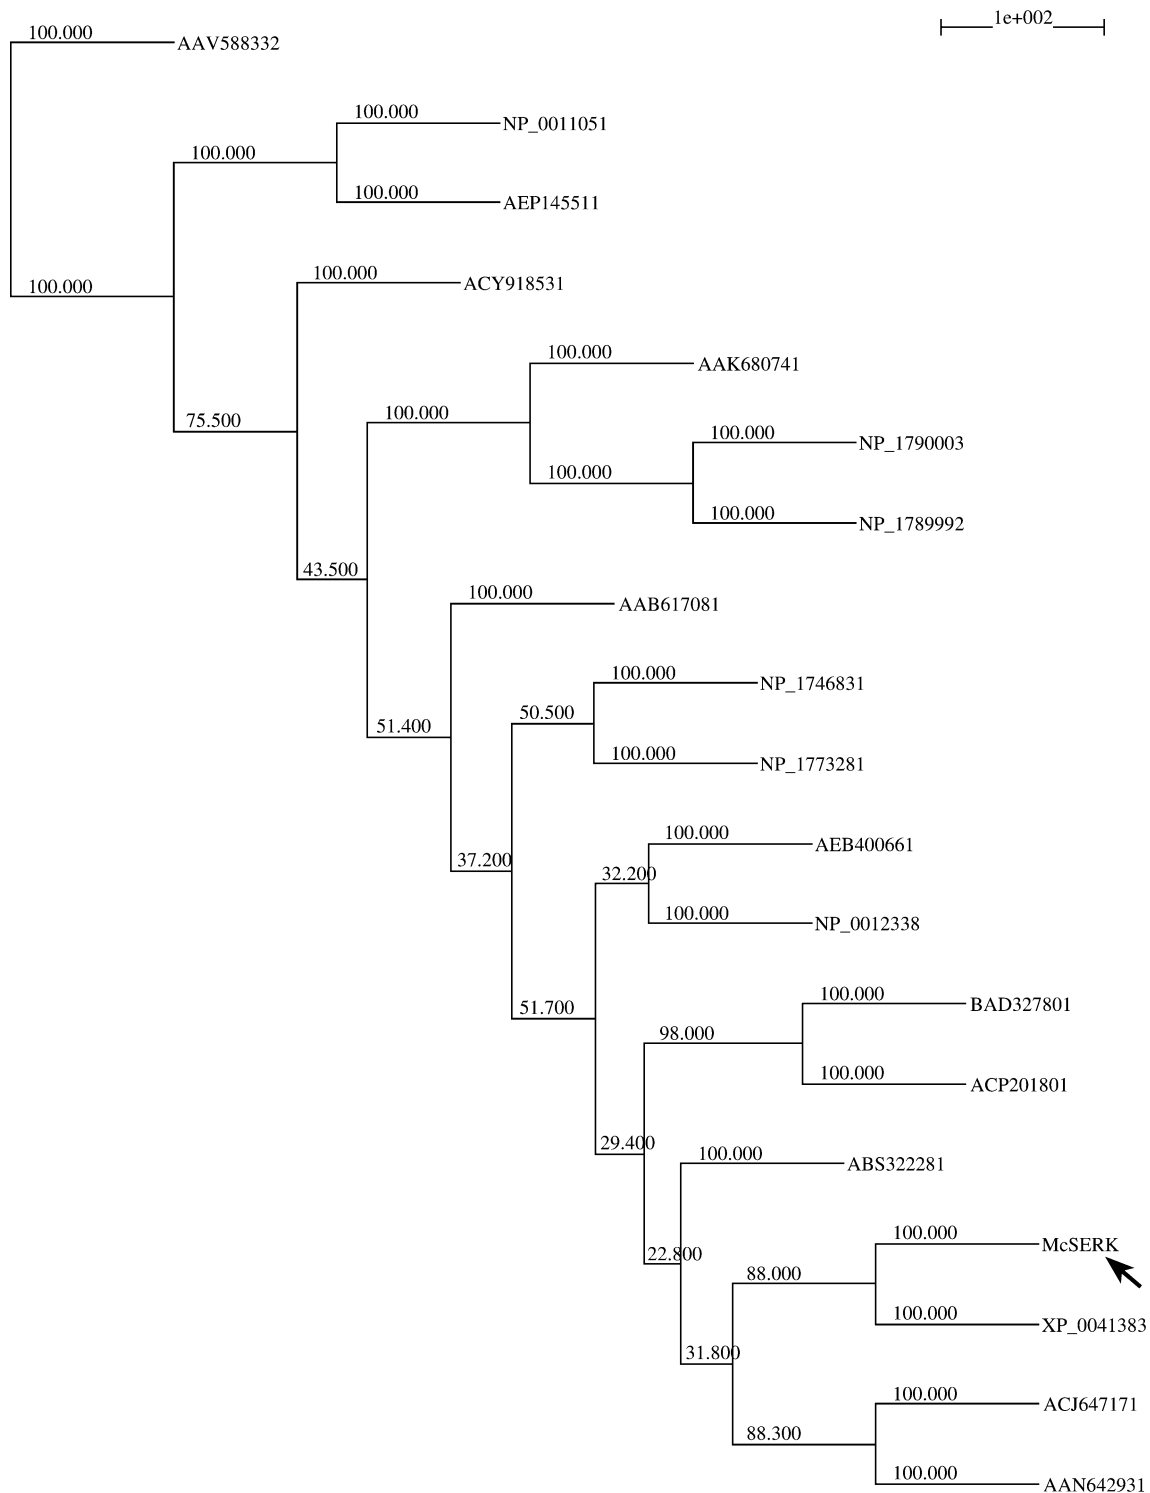 1e+002
100.000
AAV588332
100.000
NP_0011051
100.000
100.000
AEP145511
100.000
ACY918531
100.000
100.000
AAK680741
100.000
75.500
100.000
NP_1790003
100.000
100.000
NP_1789992
43.500
100.000
AAB617081
100.000
NP_1746831
50.500
51.400
100.000
NP_1773281
100.000
AEB400661
37.200
32.200
100.000
NP_0012338
100.000
BAD327801
51.700
98.000
100.000
ACP201801
29.400
100.000
ABS322281
100.000
McSERK
22.800
88.000
100.000
XP_0041383
31.800
100.000
ACJ647171
88.300
100.000
AAN642931